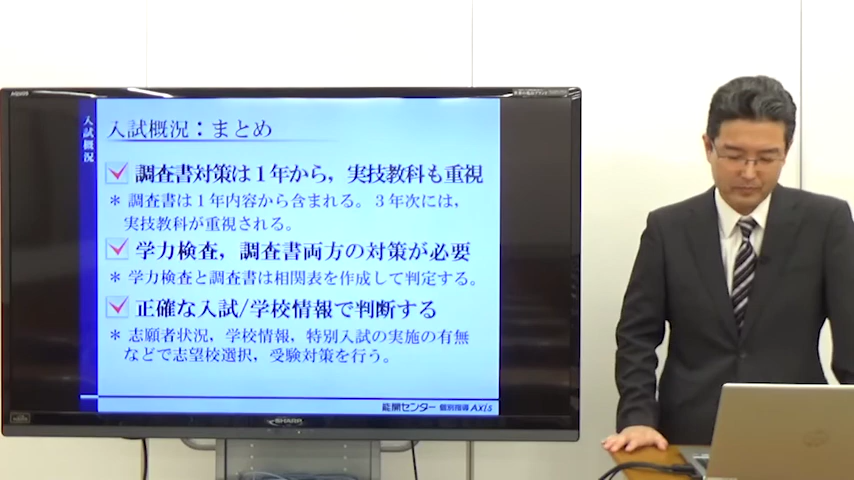 AQUOS
入試概況
入試概況：まとめ
調査書対策は１年から，実技教科も重視
＊ 調査書は１年内容から含まれる。３年次には，
実技教科が重視される。
学力検査，調査書両方の対策が必要
＊ 学力検査と調査書は相関表を作成して判定する。
正確な入試/学校情報で判断する
＊ 志願者状況，学校情報，特別入試の実施の有無
などで志望校選択，受験対策を行う。
能開センター 個別指導 AXIS
SHARP
hp